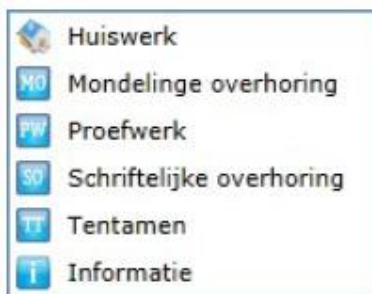 Huiswerk
MO Mondelinge overhoring
PW Proefwerk
SO Schriftelijke overhoring
TT Tentamen
i Informatie